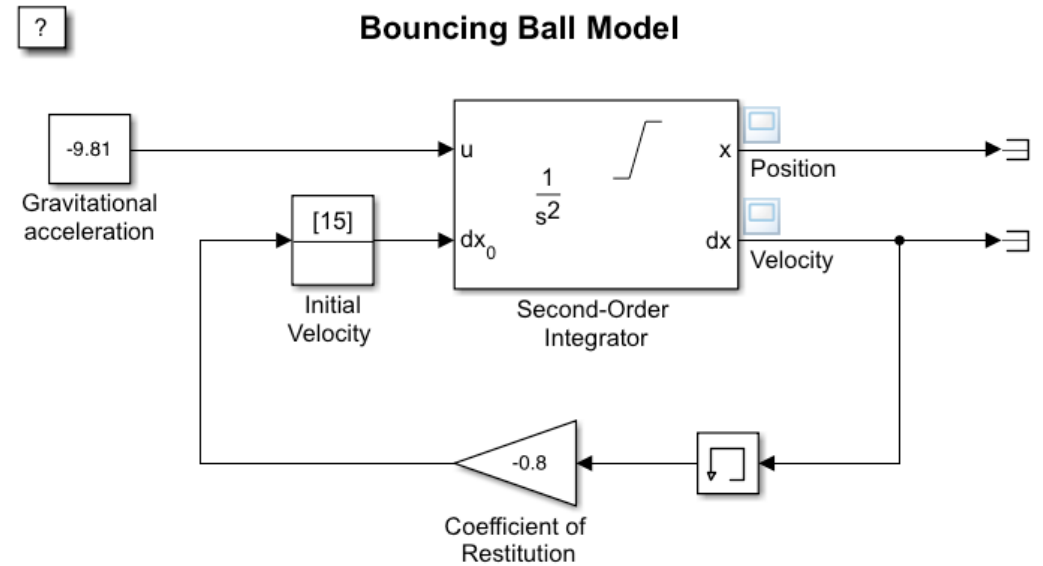 ?
Bouncing Ball Model
-9.81
Gravitational
acceleration
[15]
Initial
Velocity
u
dx0
1
s2
x
dx
Second-Order
Integrator
Position
Velocity
-0.8
Coefficient of
Restitution